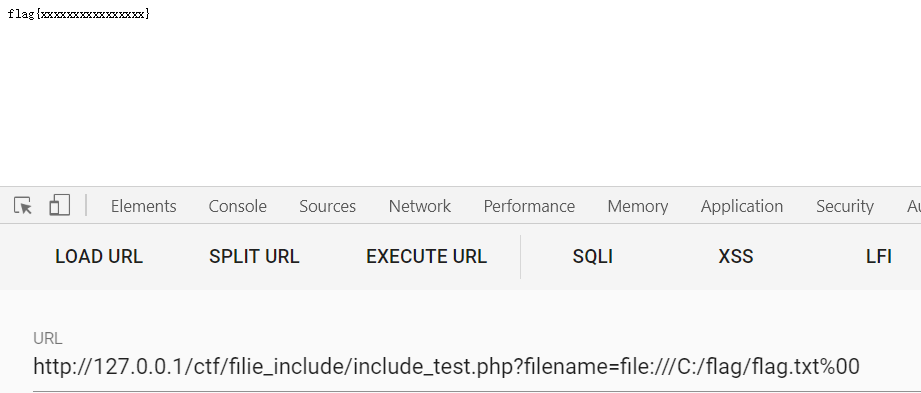 flag{xxxxxxxxxxxxxxxx}
Elements Console Sources Network Performance Memory Application Security Au
LOAD URL SPLIT URL EXECUTE URL SQLI XSS LFI
URL
http://127.0.0.1/ctf/filie_include/include_test.php?filename=file:///C:/flag/flag.txt%00